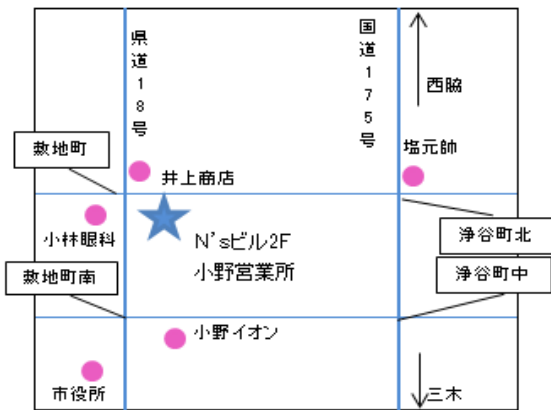 県道18号
国道175号
西脇
敷地町
井上商店
塩元帥
小林眼科
N'sビル2F
小野営業所
浄谷町北
敷地町南
浄谷町中
小野イオン
市役所
三木